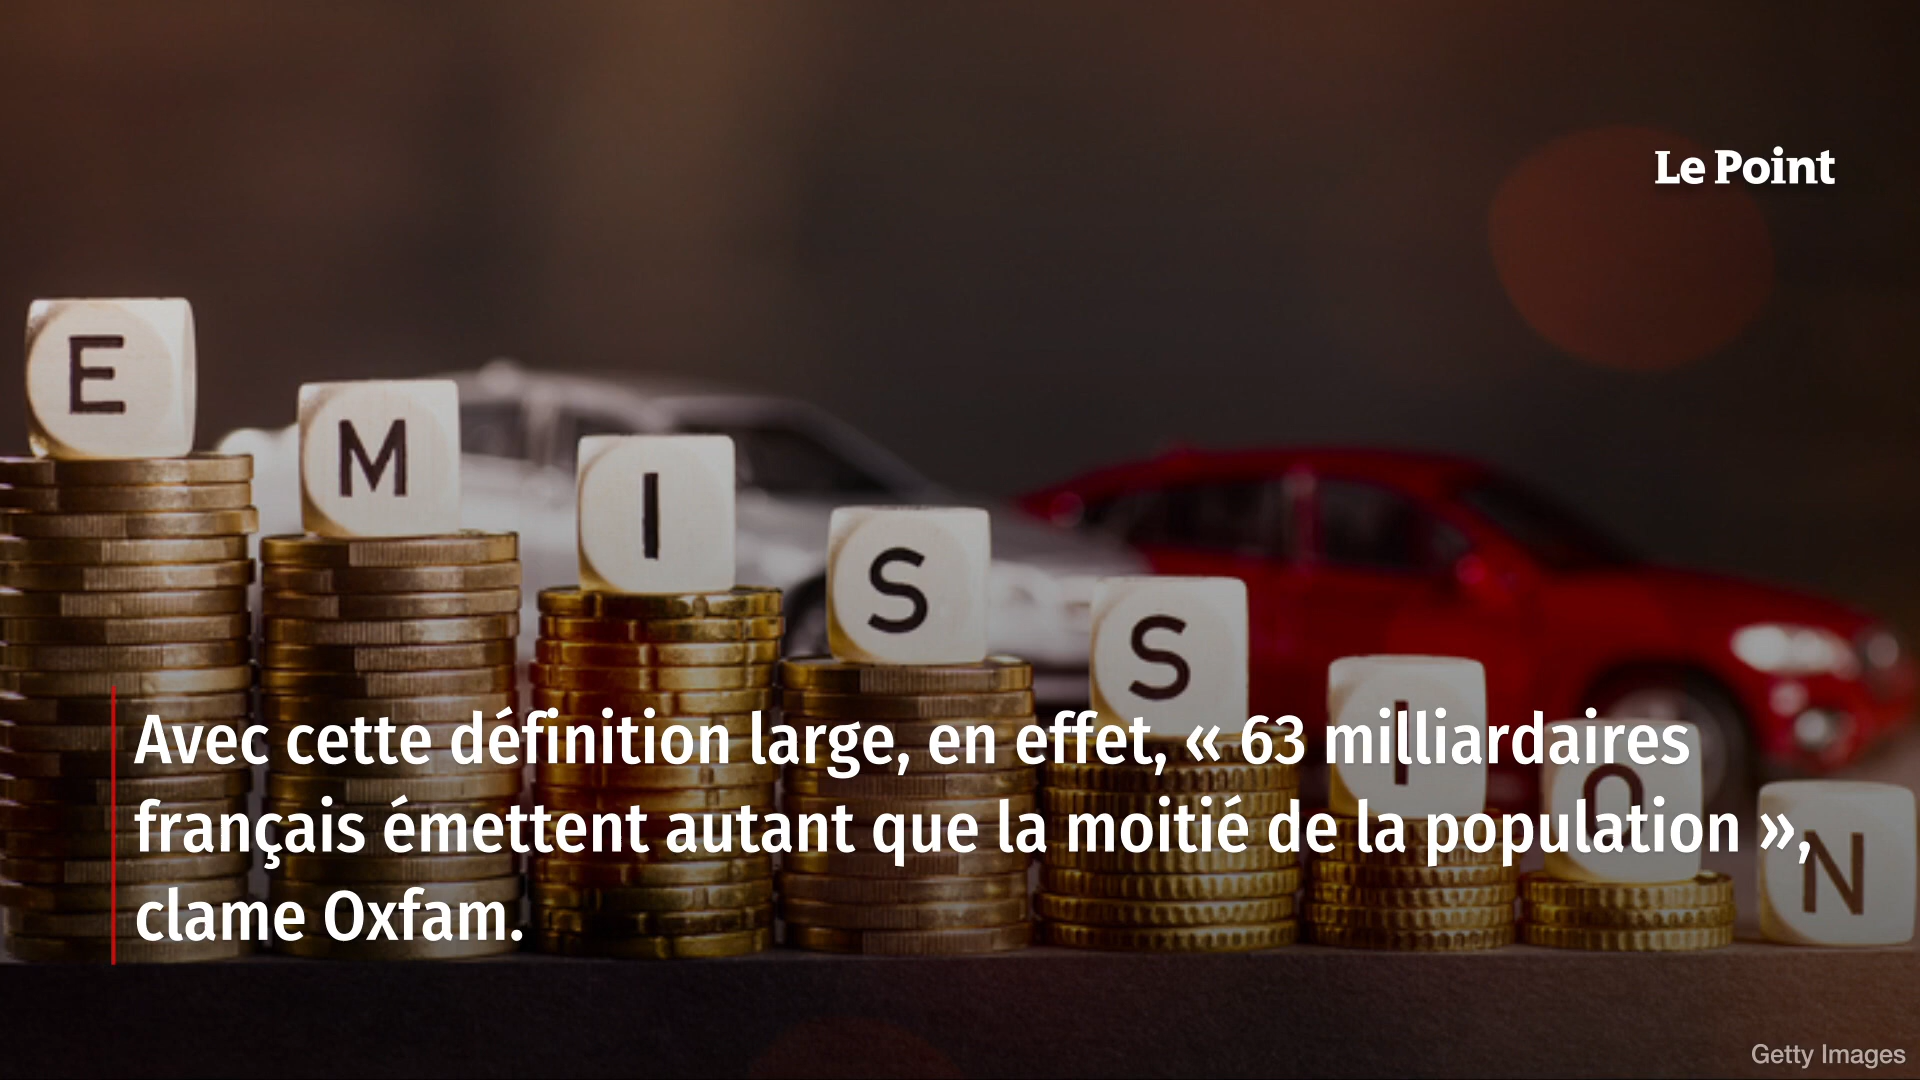 Le Point
E
M
I
S
S
I
O
N
Avec cette définition large, en effet, « 63 milliardaires
français émettent autant que la moitié de la population »,
clame Oxfam.
Getty Images